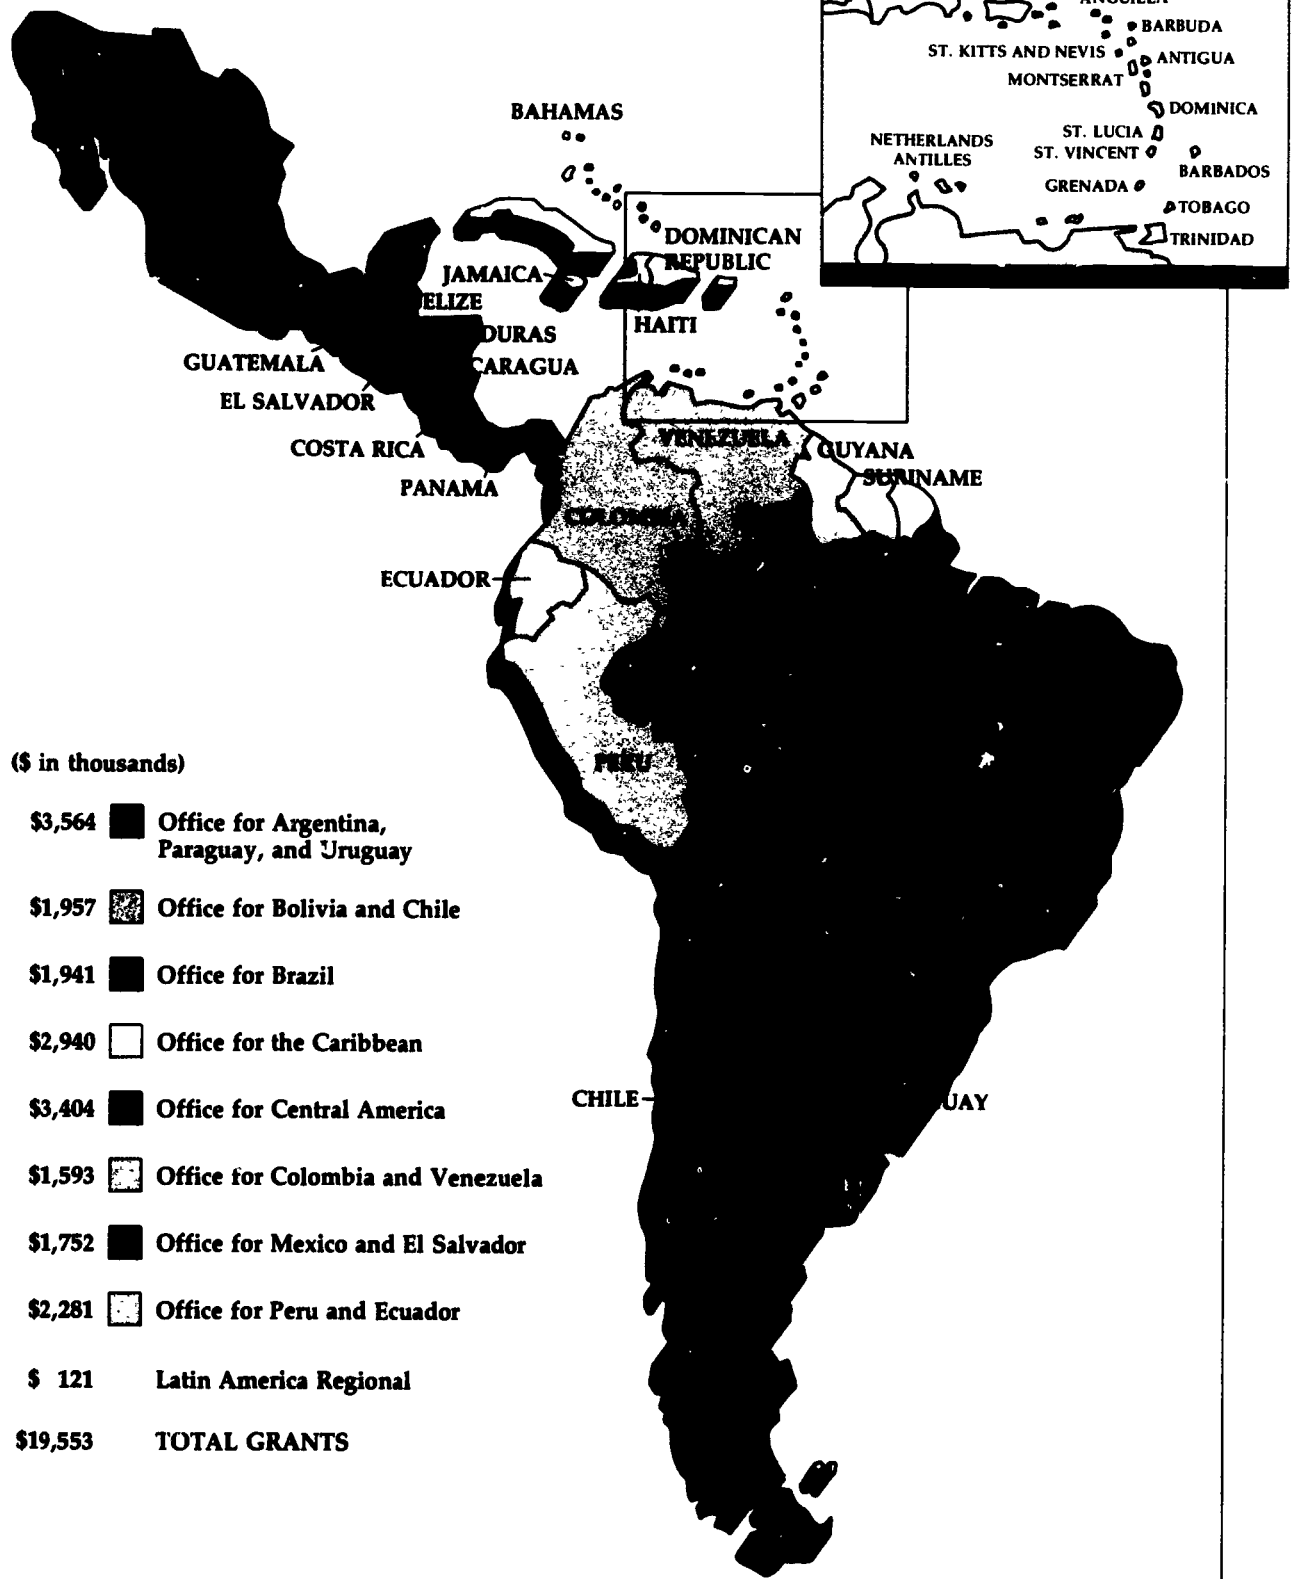 ANGUILLA
BARBUDA
ST. KITTS AND NEVIS
ANTIGUA
MONTSERRAT
DOMINICA
ST. LUCIA
NETHERLANDS
ANTILLES
ST. VINCENT
BARBADOS
GRENADA
TOBAGO
TRINIDAD
BAHAMAS
DOMINICAN
REPUBLIC
JAMAICA
ELIZE
HAITI
DURAS
GUATEMALA
CARAGUA
EL SALVADOR
COSTA RICA
VENEZUELA
GUYANA
SURINAME
PANAMA
COLOMBIA
ECUADOR
PERU
CHILE
UAY
($ in thousands)
$3,564 Office for Argentina,
Paraguay, and Uruguay
$1,957 Office for Bolivia and Chile
$1,941 Office for Brazil
$2,940 Office for the Caribbean
$3,404 Office for Central America
$1,593 Office for Colombia and Venezuela
$1,752 Office for Mexico and El Salvador
$2,281 Office for Peru and Ecuador
$ 121 Latin America Regional
$19,553 TOTAL GRANTS